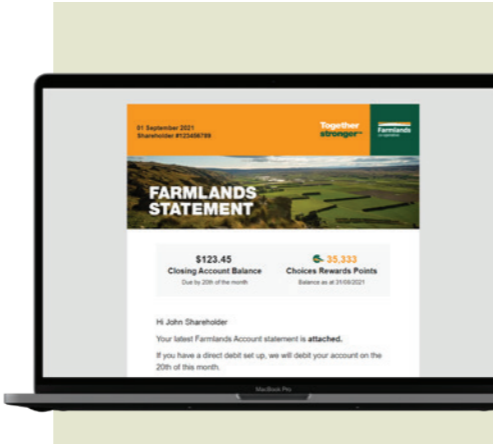 01 September 2021
Shareholder #123456789
Together
stronger™
Farmlands
FARMLANDS
STATEMENT
$123.45
Closing Account Balance
Due by 20th of the month
35,333
Choices Rewards Points
Balance as at 31/09/2021
Hi John Shareholder
Your latest Farmlands Account statement is attached.
If you have a direct debit set up, we will debit your account on the
20th of this month.
MacBook Pro